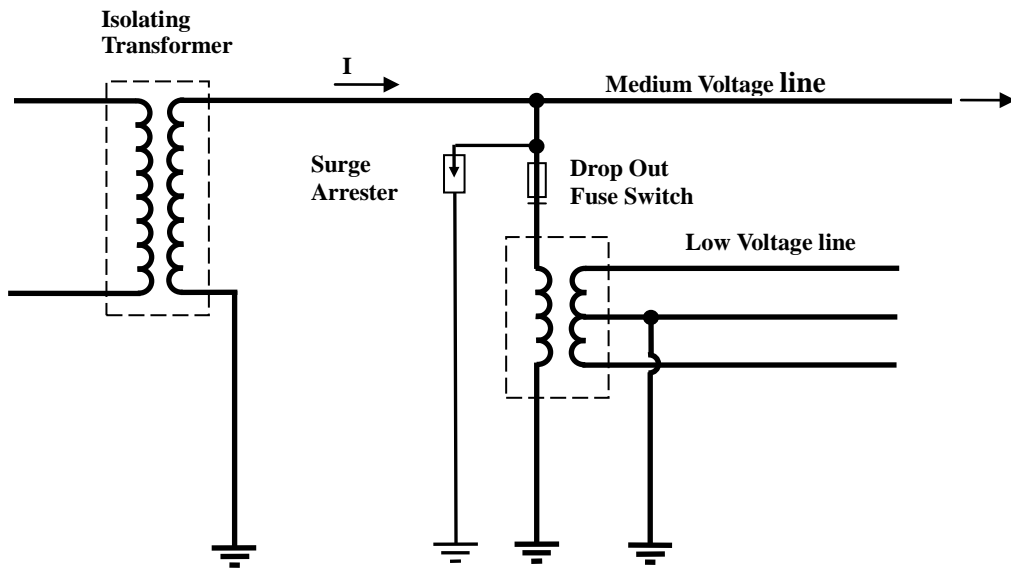 Isolating
Transformer
I
Medium Voltage line
Surge
Arrester
Drop Out
Fuse Switch
Low Voltage line